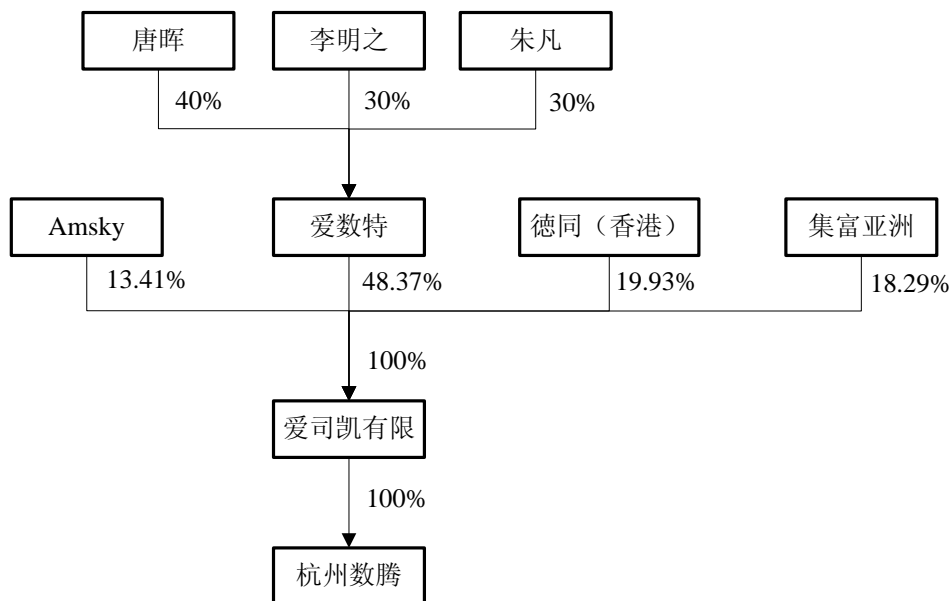 唐晖
李明之
朱凡
40%
30%
30%
Amsky
爱数特
德同（香港）
集富亚洲
13.41%
48.37%
19.93%
18.29%
100%
爱司凯有限
100%
杭州数腾